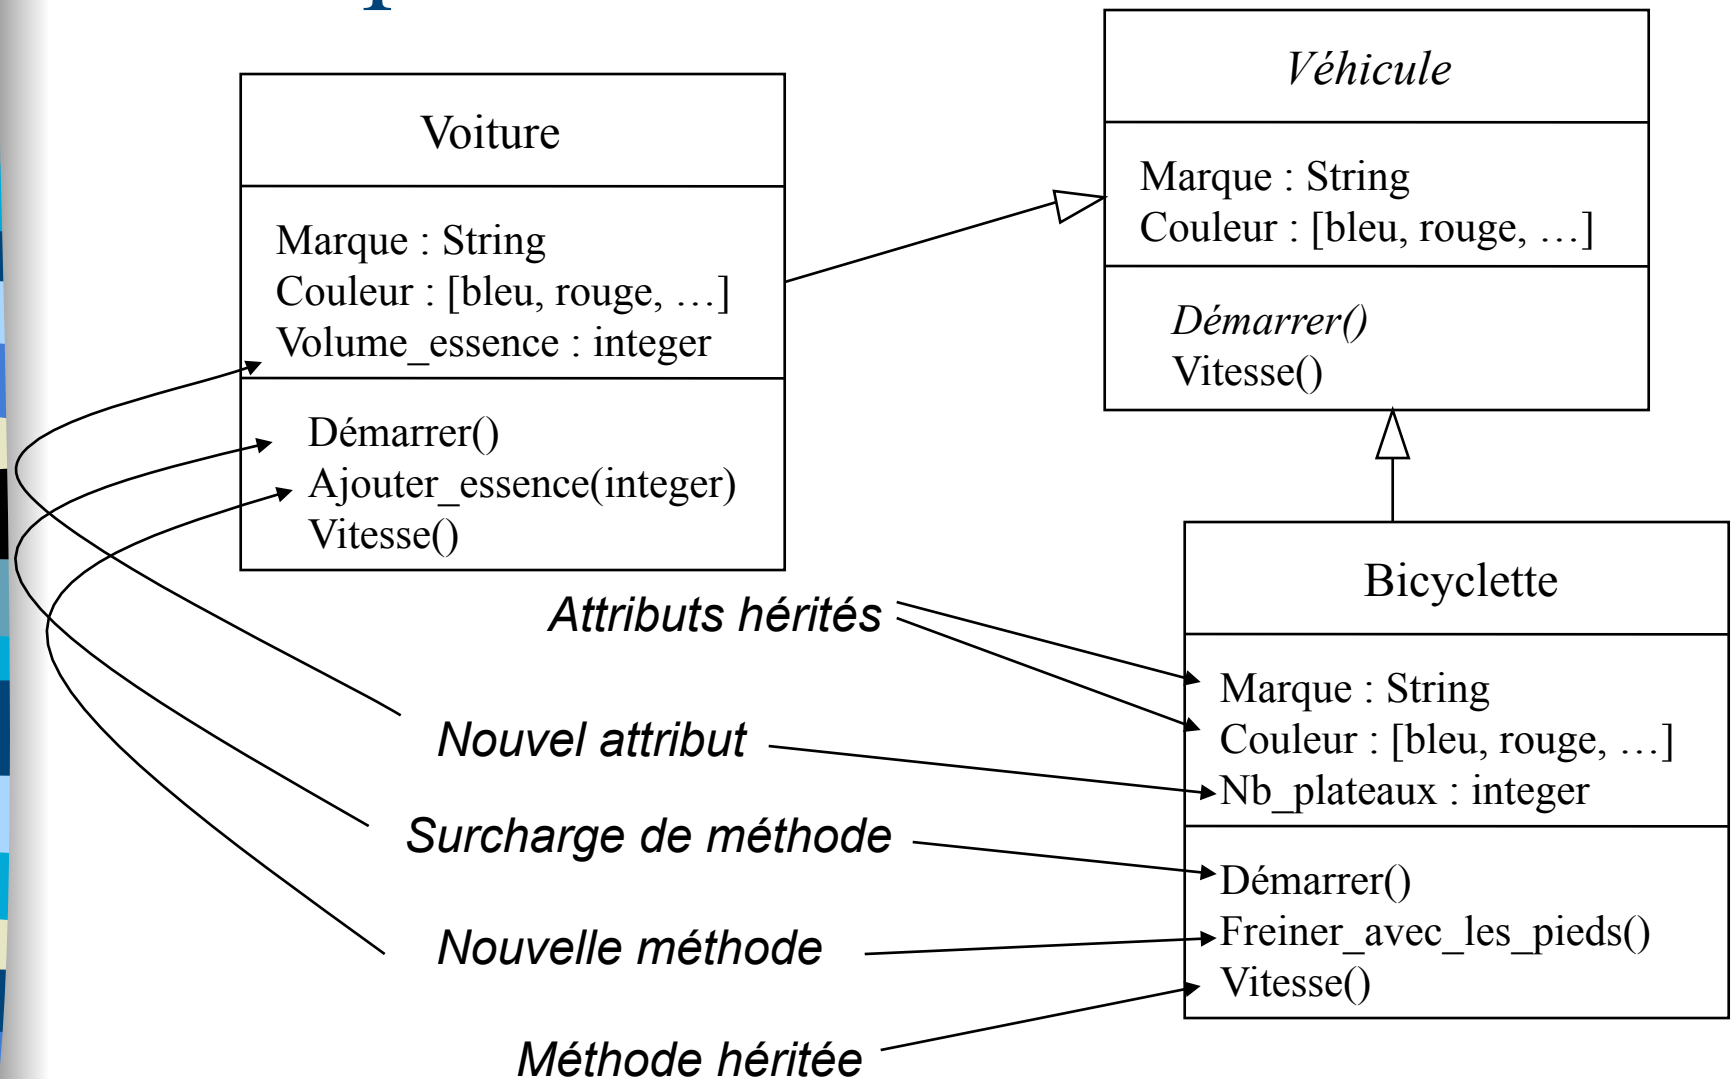 Voiture
Marque : String
Couleur : [bleu, rouge, …]
Volume_essence : integer
Démarrer()
Ajouter_essence(integer)
Vitesse()
Véhicule
Marque : String
Couleur : [bleu, rouge, …]
Démarrer()
Vitesse()
Attributs hérités
Nouvel attribut
Surcharge de méthode
Nouvelle méthode
Méthode héritée
Bicyclette
Marque : String
Couleur : [bleu, rouge, …]
Nb_plateaux : integer
Démarrer()
Freiner_avec_les_pieds()
Vitesse()